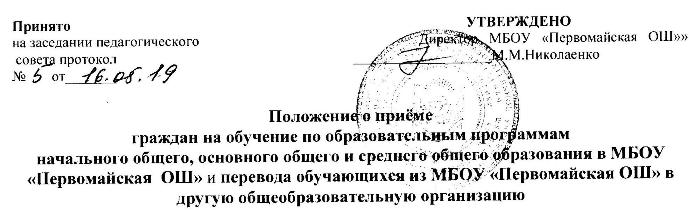 Принято
на заседании педагогического
совета протокол
№ 5 от 16.05.19
УТВЕРЖДЕНО
Директор МБОУ «Первомайская ОШ»»
М.М.Николаенко
Положение о приёме
граждан на обучение по образовательным программам
начального общего, основного общего и среднего общего образования в МБОУ
«Первомайская ОШ» и перевода обучающихся из МБОУ «Первомайская ОШ» в
другую общеобразовательную организацию